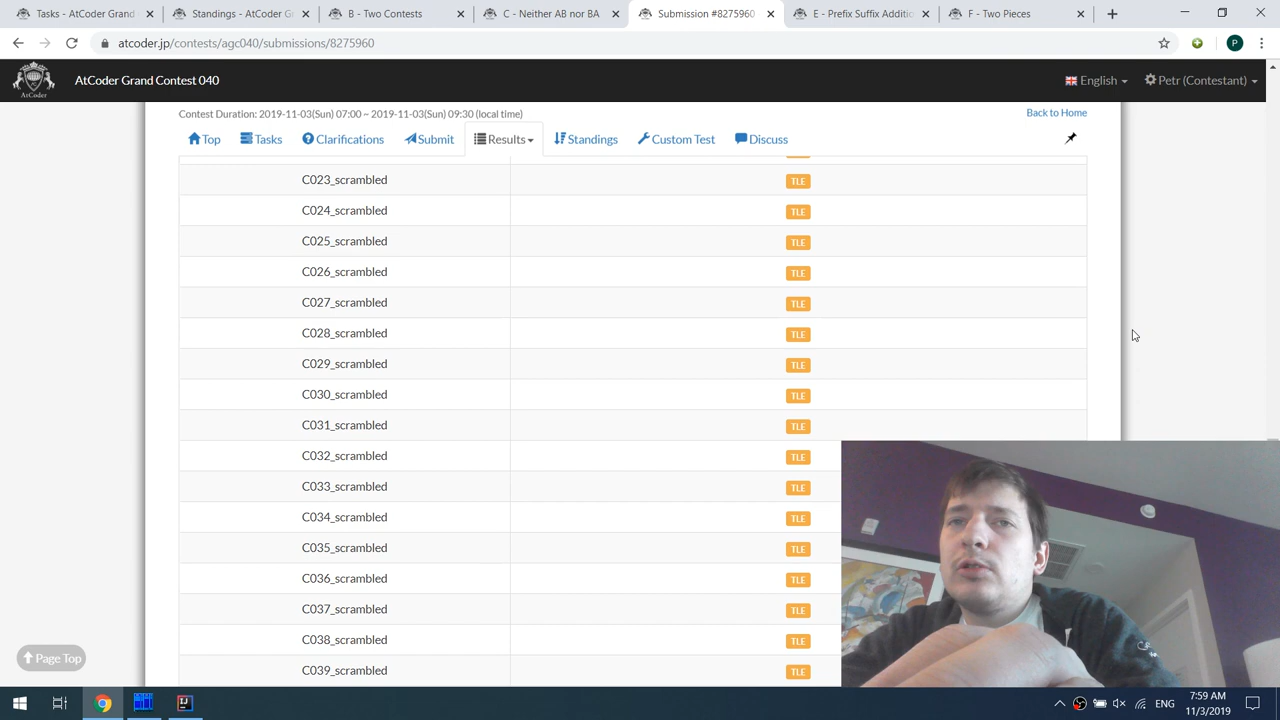 Tasks - AtCoder Grand
Standings - AtCoder G
B - Two Contests
C - Neither AB nor BA
Submission #8275960
E - Prefix Suffix Additi
F - Two Pieces
atcoder.jp/contests/agc040/submissions/8275960
P
AtCoder Grand Contest 040
English
Petr (Contestant)
Contest Duration: 2019-11-03(Sun) 07:00 ~ 2019-11-03(Sun) 09:30 (local time)
Back to Home
Top
Tasks
Clarifications
Submit
Results
Standings
Custom Test
Discuss
C023_scrambled TLE
C024_scrambled TLE
C025_scrambled TLE
C026_scrambled TLE
C027_scrambled TLE
C028_scrambled TLE
C029_scrambled TLE
C030_scrambled TLE
C031_scrambled TLE
C032_scrambled TLE
C033_scrambled TLE
C034_scrambled TLE
C035_scrambled TLE
C036_scrambled TLE
C037_scrambled TLE
C038_scrambled TLE
C039_scrambled TLE
Page Top
ENG
7:59 AM
11/3/2019